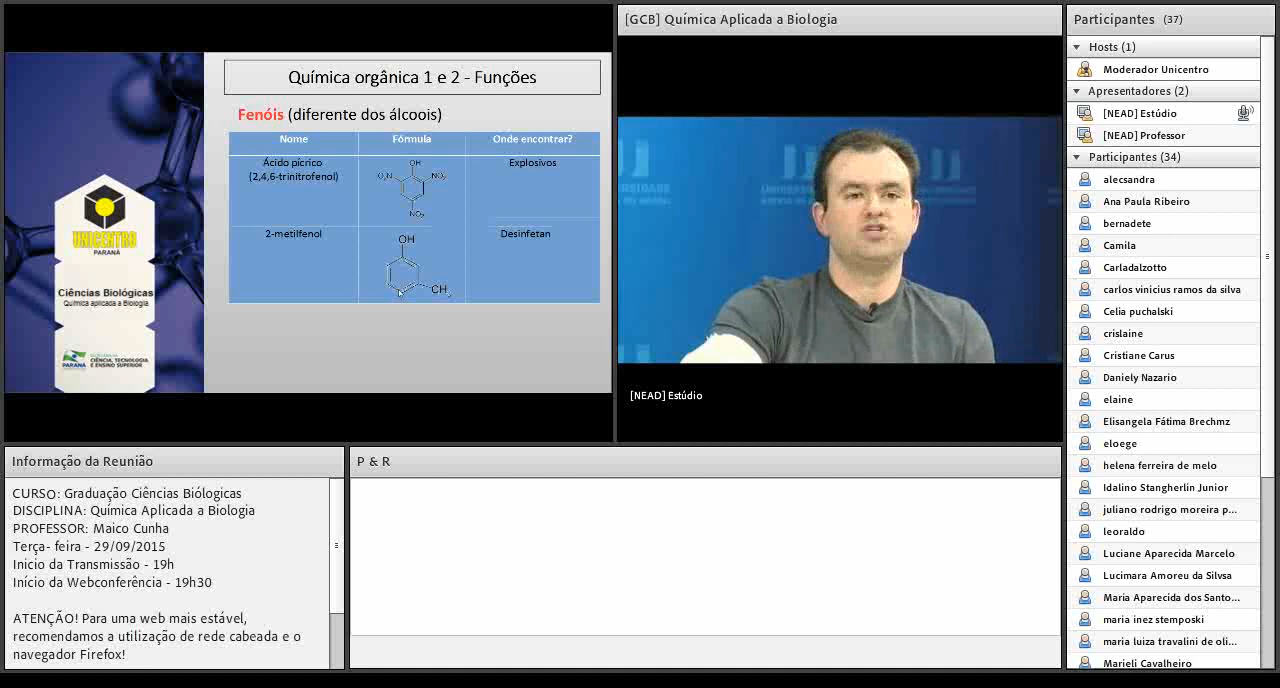 Química orgânica 1 e 2 - Funções
Fenóis (diferente dos álcoois)
Nome
Fórmula
Onde encontrar?
Ácido pícrico
(2,4,6-trinitrofenol)
OH
O₂N
NO₂
NO₂
Explosivos
2-metilfenol
OH
CH₃
Desinfetan
UNICENTRO
PARANÁ
Ciências Biológicas
Química aplicada a Biologia
PARANÁ
CIÊNCIA, TECNOLOGIA
E ENSINO SUPERIOR
[GCB] Química Aplicada a Biologia
[NEAD] Estúdio
Participantes (37)
Hosts (1)
Moderador Unicentro
Apresentadores (2)
[NEAD] Estúdio
[NEAD] Professor
Participantes (34)
alecsandra
Ana Paula Ribeiro
bernadete
Camila
Carladalzotto
carlos vinicius ramos da silva
Celia puchalski
crislaine
Cristiane Carus
Daniely Nazario
elaine
Elisangela Fátima Brechmz
eloege
helena ferreira de melo
Idalino Stangherlin Junior
juliano rodrigo moreira p...
leoraldo
Luciane Aparecida Marcelo
Lucimara Amoreu da Silvsa
Maria Aparecida dos Santo...
maria inez stemposki
maria luiza travalini de oli...
Marieli Cavalheiro
Informação da Reunião
CURSO: Graduação Ciências Biólogicas
DISCIPLINA: Química Aplicada a Biologia
PROFESSOR: Maico Cunha
Terça- feira - 29/09/2015
Inicio da Transmissão - 19h
Início da Webconferência - 19h30
ATENÇÃO! Para uma web mais estável,
recomendamos a utilização de rede cabeada e o
navegador Firefox!
P & R